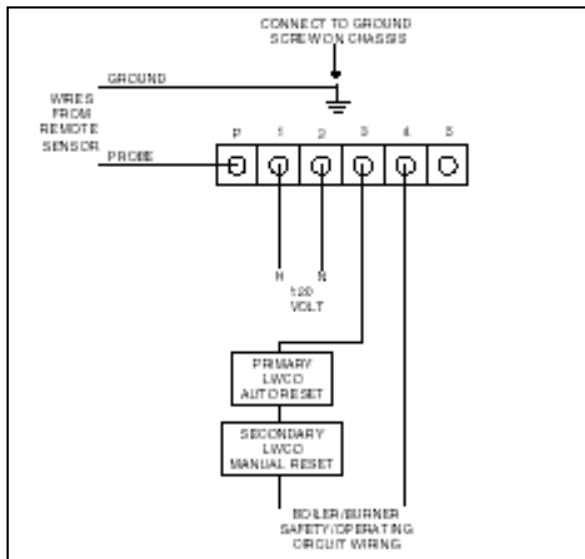 CONNECT TO GROUND
SCREW ON CHASSIS
GROUND
WIRES
FROM
REMOTE
SENSOR
PROBE
P 1 2 3 4 5
H N
120
VOLT
PRIMARY
LWCO
AUTO RESET
SECONDARY
LWCO
MANUAL RESET
BOILER/BURNER
SAFETY/OPERATING
CIRCUIT WIRING